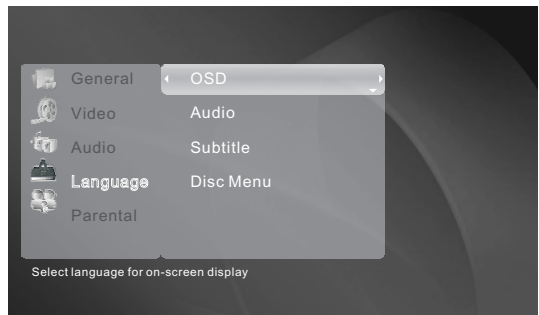 General
Video
Audio
Language
Parental
OSD
Audio
Subtitle
Disc Menu
Select language for on-screen display